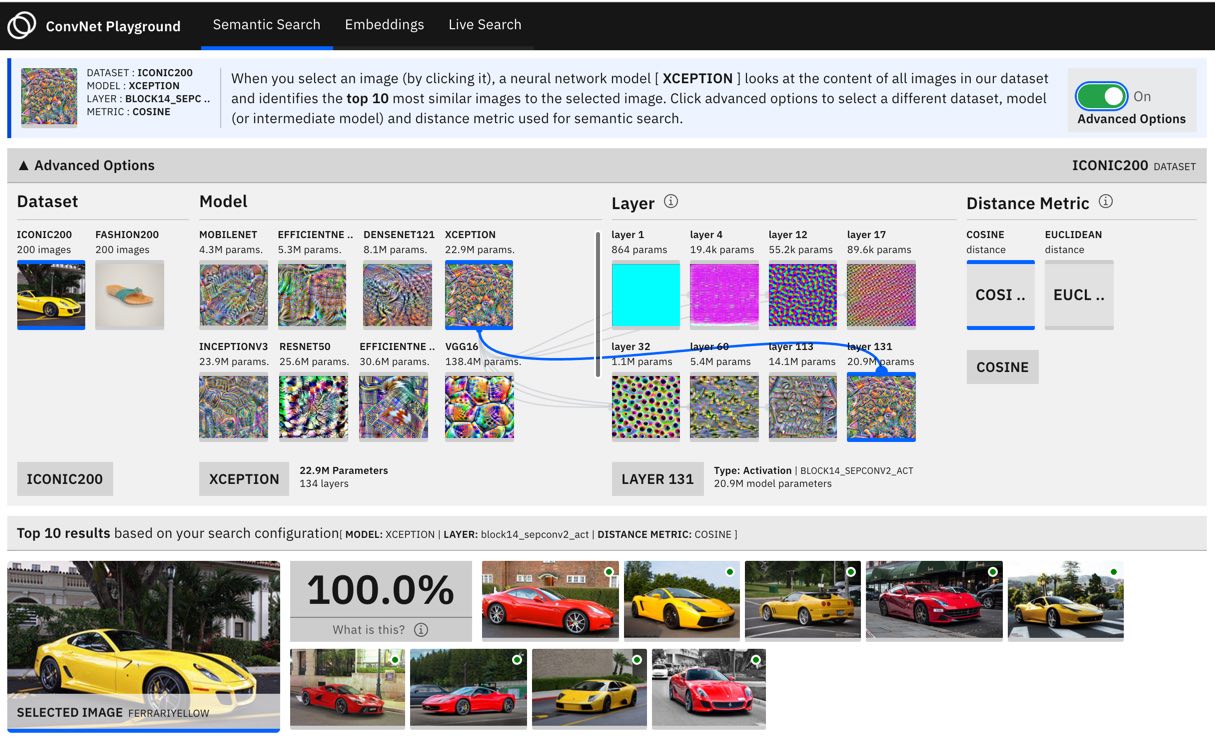 ConvNet Playground
Semantic Search
Embeddings
Live Search
DATASET : ICONIC200
MODEL : XCEPTION
LAYER : BLOCK14_SEPC ..
METRIC : COSINE
When you select an image (by clicking it), a neural network model [ XCEPTION ] looks at the content of all images in our dataset
and identifies the top 10 most similar images to the selected image. Click advanced options to select a different dataset, model
(or intermediate model) and distance metric used for semantic search.
On
Advanced Options
▲ Advanced Options
ICONIC200 DATASET
Dataset
ICONIC200
200 images
FASHION200
200 images
ICONIC200
Model
MOBILENET
4.3M params.
EFFICIENTNE ..
5.3M params.
DENSENET121
8.1M params.
XCEPTION
22.9M params.
INCEPTIONV3
23.9M params.
RESNET50
25.6M params.
EFFICIENTNE ..
30.6M params.
VGG16
138.4M params.
XCEPTION
22.9M Parameters
134 layers
Layer
layer 1
864 params
layer 4
19.4k params
layer 12
55.2k params
layer 17
89.6k params
layer 32
1.1M params
layer 60
5.4M params
layer 113
14.1M params
layer 131
20.9M params
LAYER 131
Type: Activation | BLOCK14_SEPCONV2_ACT
20.9M model parameters
Distance Metric
COSINE
distance
COSI ..
EUCLIDEAN
distance
EUCL ..
COSINE
Top 10 results based on your search configuration[ MODEL: XCEPTION | LAYER: block14_sepconv2_act | DISTANCE METRIC: COSINE ]
SELECTED IMAGE FERRARIYELLOW
100.0%
What is this?